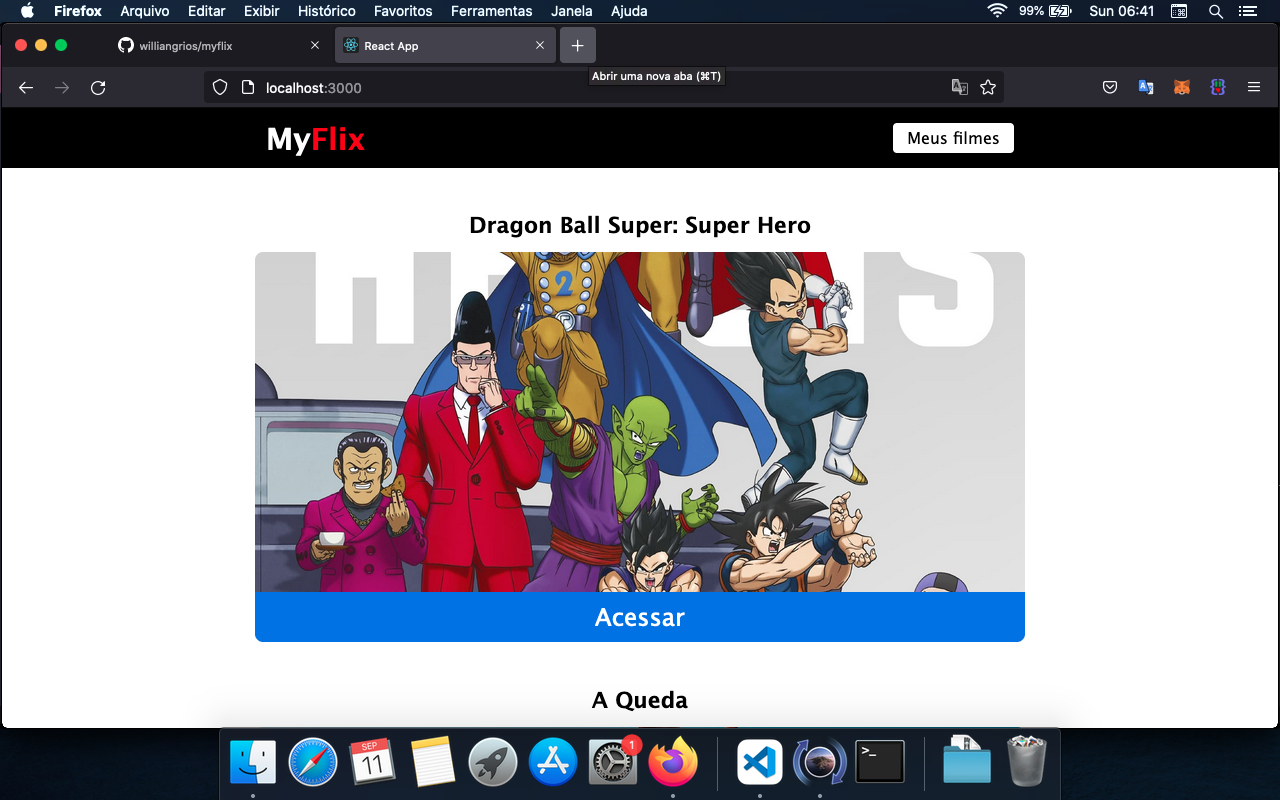 Firefox Arquivo Editar Exibir Histórico Favoritos Ferramentas Janela Ajuda 99% Sun 06:41
williangrios/myflix React App
Abrir uma nova aba (⌘T)
localhost:3000
MyFlix Meus filmes
Dragon Ball Super: Super Hero
2
Acessar
A Queda
SEP
11
1
>_